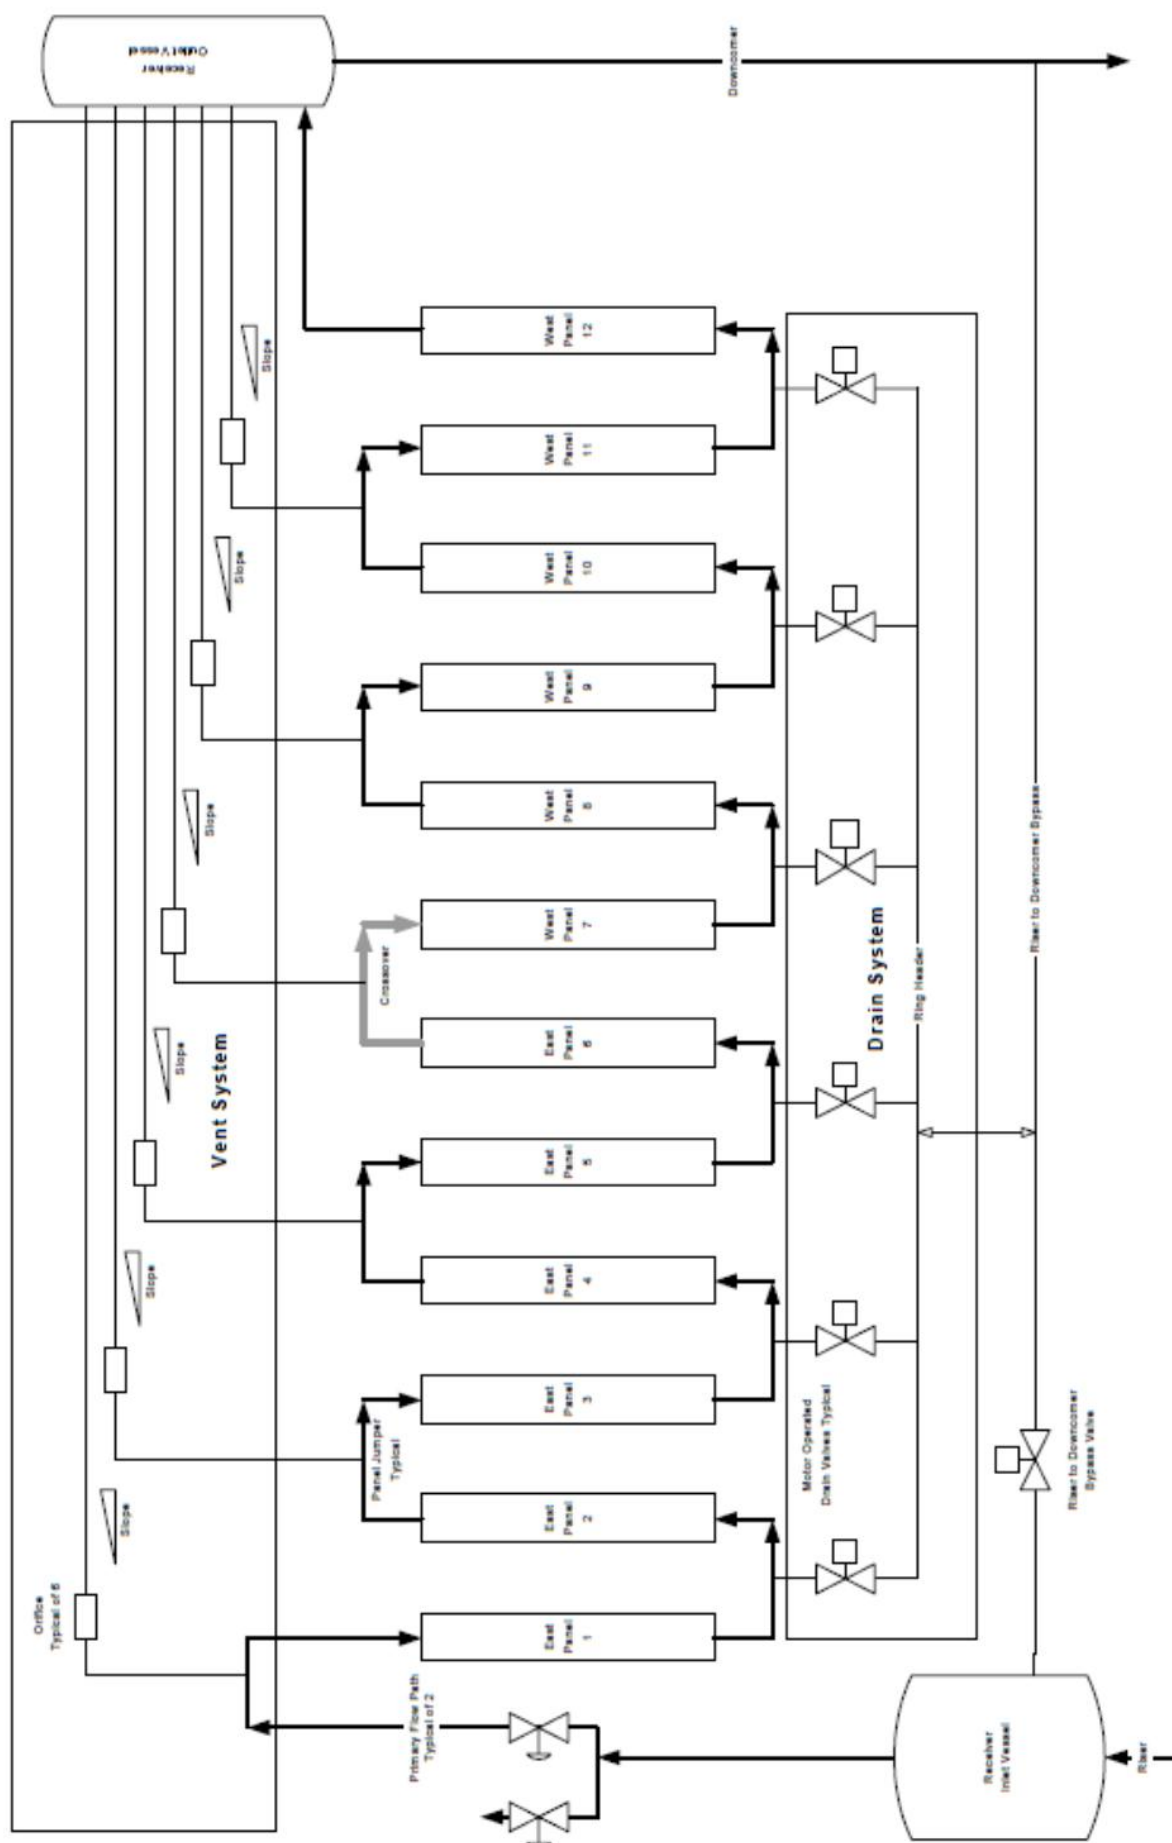 Receiver
Outlet Vessel
Downcomer
Slope
West
Panel
12
West
Panel
11
Slope
West
Panel
10
West
Panel
9
Slope
West
Panel
8
Riser to Downcomer Bypass
West
Panel
7
Crossover
Drain System
Ring Header
Slope
Vent System
East
Panel
6
East
Panel
5
Slope
East
Panel
4
East
Panel
3
Panel Jumper
Typical
Motor Operated
Drain Valves Typical
Riser to Downcomer
Bypass Valve
Slope
East
Panel
2
Orifice
Typical of 6
East
Panel
1
Primary Flow Path
Typical of 2
Receiver
Inlet Vessel
Riser